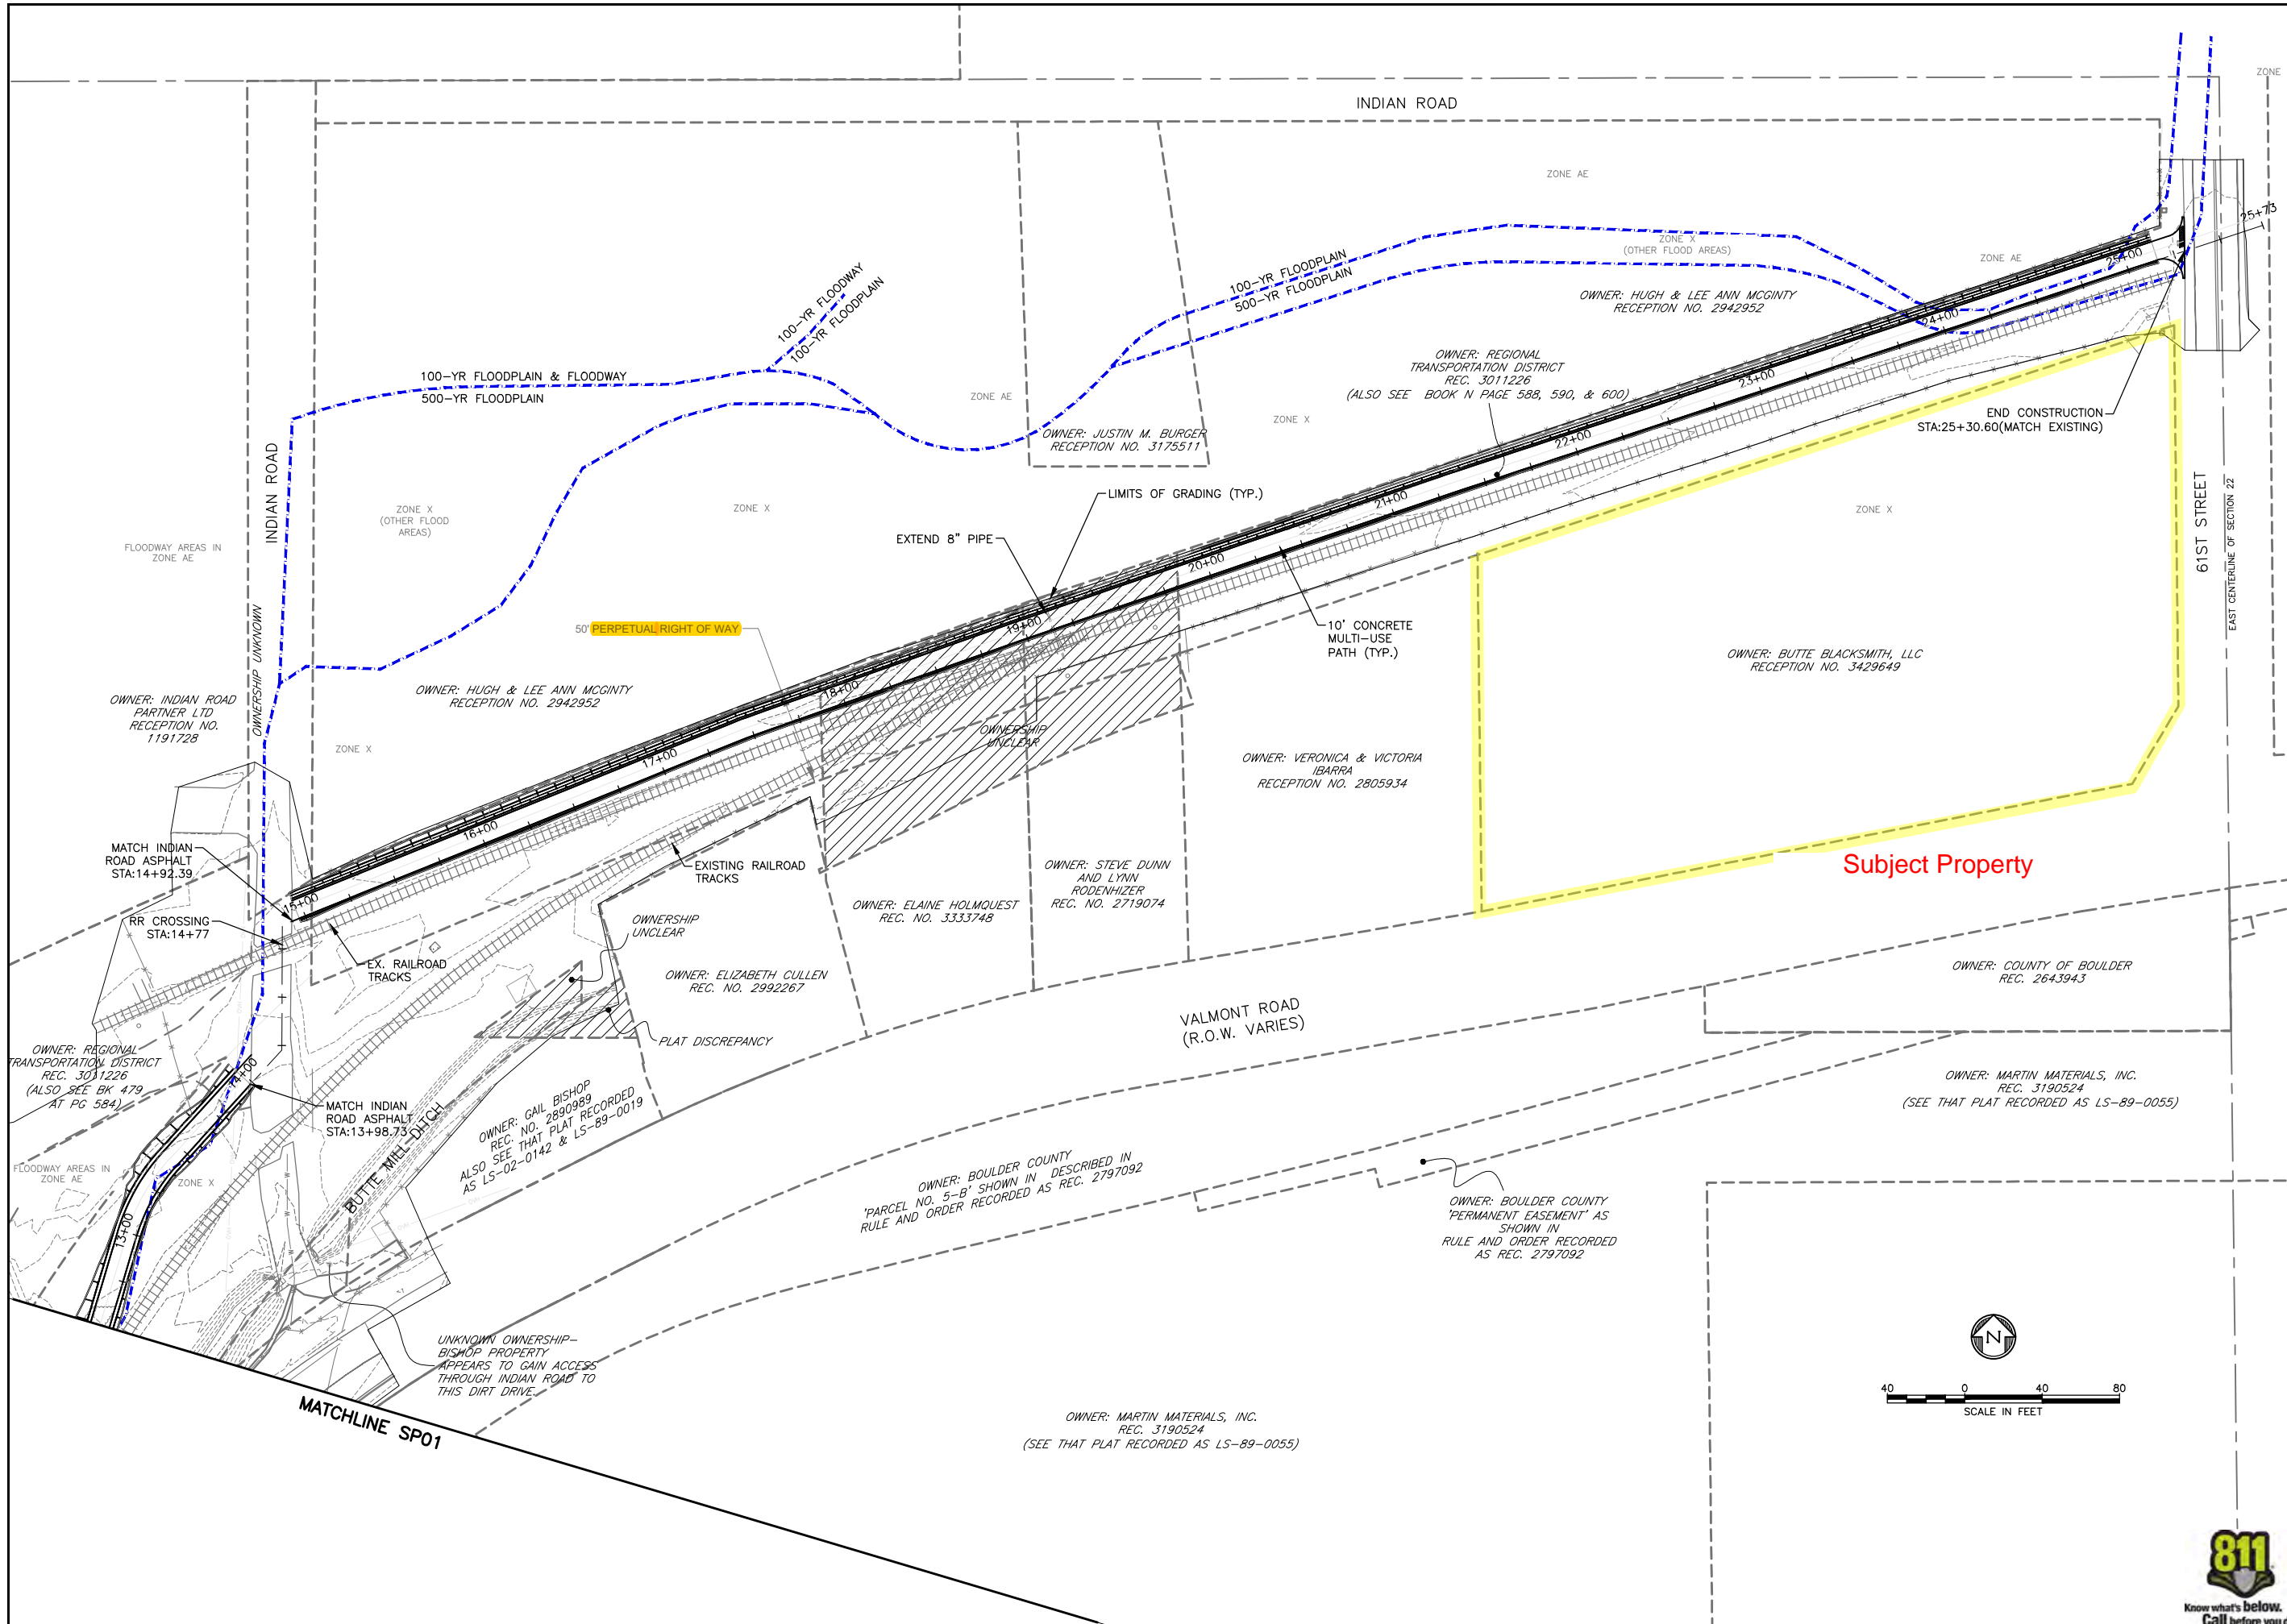 ZONE
INDIAN ROAD
ZONE AE
25+73
ZONE X
(OTHER FLOOD AREAS)
ZONE AE
25+00
100-YR FLOODPLAIN
500-YR FLOODPLAIN
100-YR FLOODWAY
100-YR FLOODPLAIN
OWNER: HUGH & LEE ANN MCGINTY
RECEPTION NO. 2942952
24+00
OWNER: REGIONAL
TRANSPORTATION DISTRICT
REC. 3011226
(ALSO SEE BOOK N PAGE 588, 590, & 600)
100-YR FLOODPLAIN & FLOODWAY
500-YR FLOODPLAIN
23+00
ZONE AE
ZONE X
END CONSTRUCTION
STA:25+30.60(MATCH EXISTING)
OWNER: JUSTIN M. BURGER
RECEPTION NO. 3175511
22+00
INDIAN ROAD
LIMITS OF GRADING (TYP.)
21+00
61ST STREET
EAST CENTERLINE OF SECTION 22
ZONE X
(OTHER FLOOD
AREAS)
ZONE X
ZONE X
EXTEND 8" PIPE
FLOODWAY AREAS IN
ZONE AE
20+00
OWNERSHIP UNKNOWN
50' PERPETUAL RIGHT OF WAY
19+00
10' CONCRETE
MULTI-USE
PATH (TYP.)
OWNER: BUTTE BLACKSMITH, LLC
RECEPTION NO. 3429649
OWNER: INDIAN ROAD
PARTNER LTD
RECEPTION NO.
1191728
OWNER: HUGH & LEE ANN MCGINTY
RECEPTION NO. 2942952
18+00
OWNERSHIP
UNCLEAR
ZONE X
17+00
OWNER: VERONICA & VICTORIA
IBARRA
RECEPTION NO. 2805934
16+00
MATCH INDIAN
ROAD ASPHALT
STA:14+92.39
EXISTING RAILROAD
TRACKS
OWNER: STEVE DUNN
AND LYNN
RODENHIZER
REC. NO. 2719074
Subject Property
15+00
RR CROSSING
STA:14+77
OWNERSHIP
UNCLEAR
OWNER: ELAINE HOLMQUEST
REC. NO. 3333748
EX. RAILROAD
TRACKS
OWNER: ELIZABETH CULLEN
REC. NO. 2992267
OWNER: COUNTY OF BOULDER
REC. 2643943
VALMONT ROAD
(R.O.W. VARIES)
PLAT DISCREPANCY
OWNER: REGIONAL
TRANSPORTATION DISTRICT
REC. 3011226
(ALSO SEE BK 479
AT PG 584)
14+00
MATCH INDIAN
ROAD ASPHALT
STA:13+98.73
OWNER: GAIL BISHOP
REC. NO. 2890989
ALSO SEE THAT PLAT RECORDED
AS LS-02-0142 & LS-89-0019
OWNER: MARTIN MATERIALS, INC.
REC. 3190524
(SEE THAT PLAT RECORDED AS LS-89-0055)
FLOODWAY AREAS IN
ZONE AE
ZONE X
BUTTE MILL DITCH
13+00
OWNER: BOULDER COUNTY
'PARCEL NO. 5-B' SHOWN IN DESCRIBED IN
RULE AND ORDER RECORDED AS REC. 2797092
OWNER: BOULDER COUNTY
'PERMANENT EASEMENT' AS
SHOWN IN
RULE AND ORDER RECORDED
AS REC. 2797092
UNKNOWN OWNERSHIP-
BISHOP PROPERTY
APPEARS TO GAIN ACCESS
THROUGH INDIAN ROAD TO
THIS DIRT DRIVE
MATCHLINE SP01
N
40 0 40 80
SCALE IN FEET
OWNER: MARTIN MATERIALS, INC.
REC. 3190524
(SEE THAT PLAT RECORDED AS LS-89-0055)
811
Know what's below.
Call before you